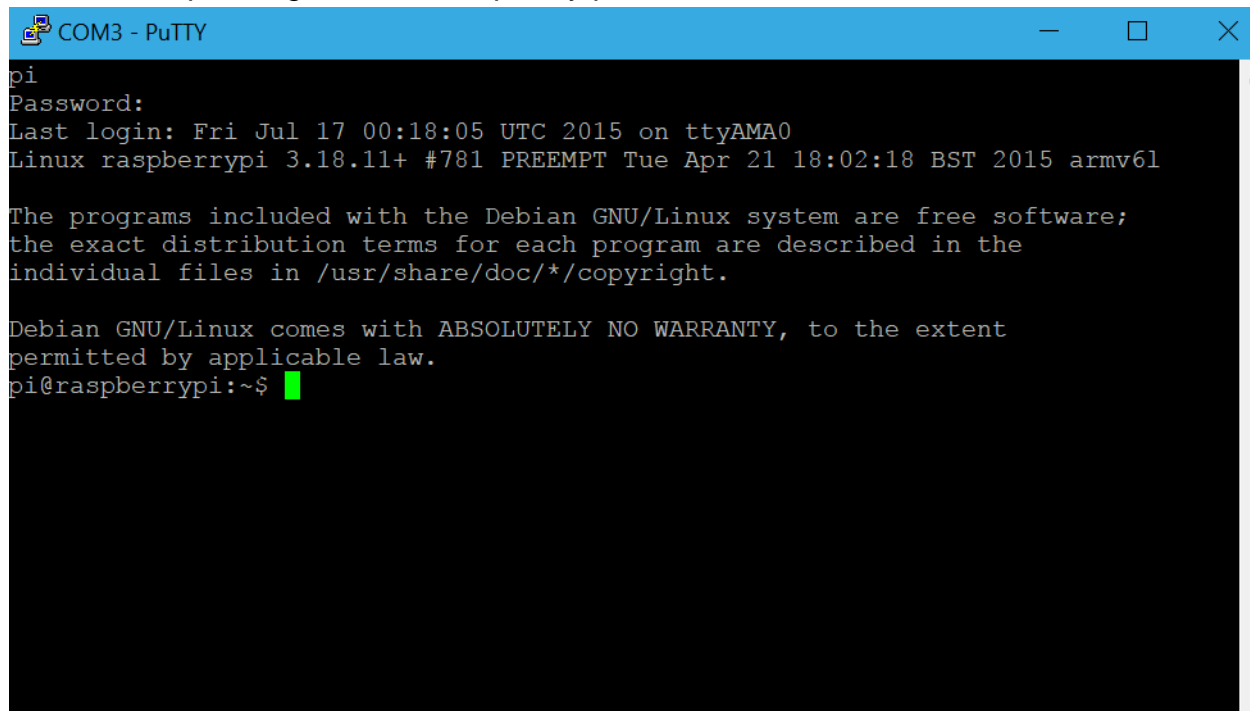 COM3 - PuTTY
pi
Password:
Last login: Fri Jul 17 00:18:05 UTC 2015 on ttyAMA0
Linux raspberrypi 3.18.11+ #781 PREEMPT Tue Apr 21 18:02:18 BST 2015 armv6l

The programs included with the Debian GNU/Linux system are free software;
the exact distribution terms for each program are described in the
individual files in /usr/share/doc/*/copyright.

Debian GNU/Linux comes with ABSOLUTELY NO WARRANTY, to the extent
permitted by applicable law.
pi@raspberrypi:~$